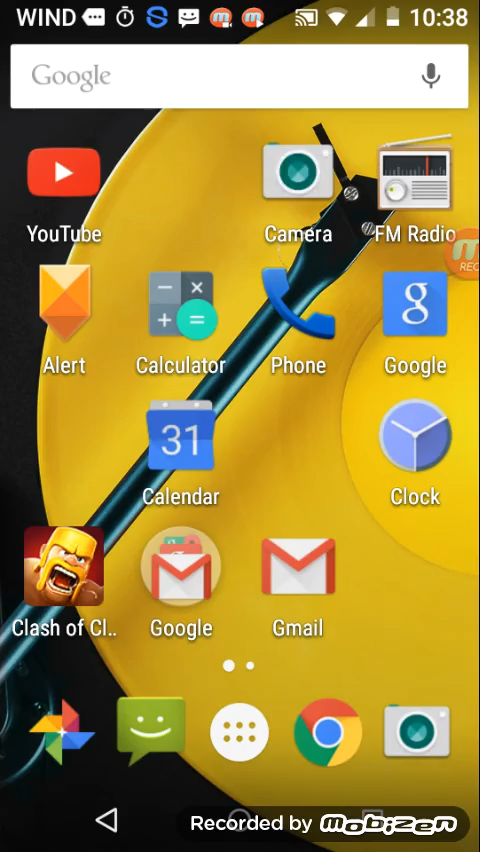 WIND 10:38
Google
YouTube Camera FM Radio
REC
Alert Calculator Phone Google
31
Calendar Clock
Clash of Cl.. Google Gmail
Recorded by mobizen